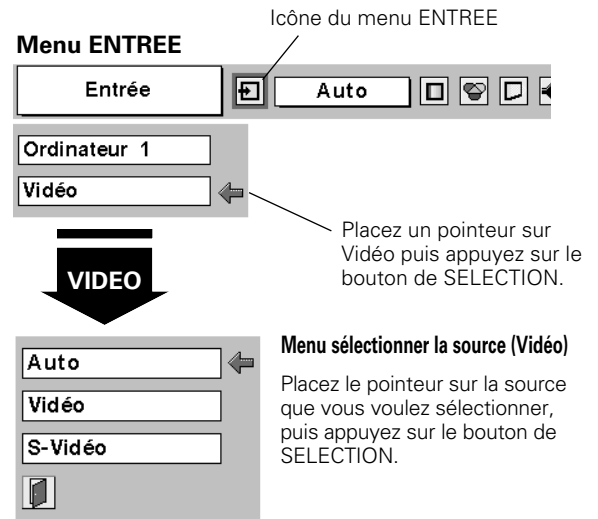 Icône du menu ENTREE
Menu ENTREE
Entrée
Auto
Ordinateur 1
Vidéo
Placez un pointeur sur
Vidéo puis appuyez sur le
bouton de SELECTION.
VIDEO
Menu sélectionner la source (Vidéo)
Auto
Vidéo
S-Vidéo
Placez le pointeur sur la source
que vous voulez sélectionner,
puis appuyez sur le bouton de
SELECTION.